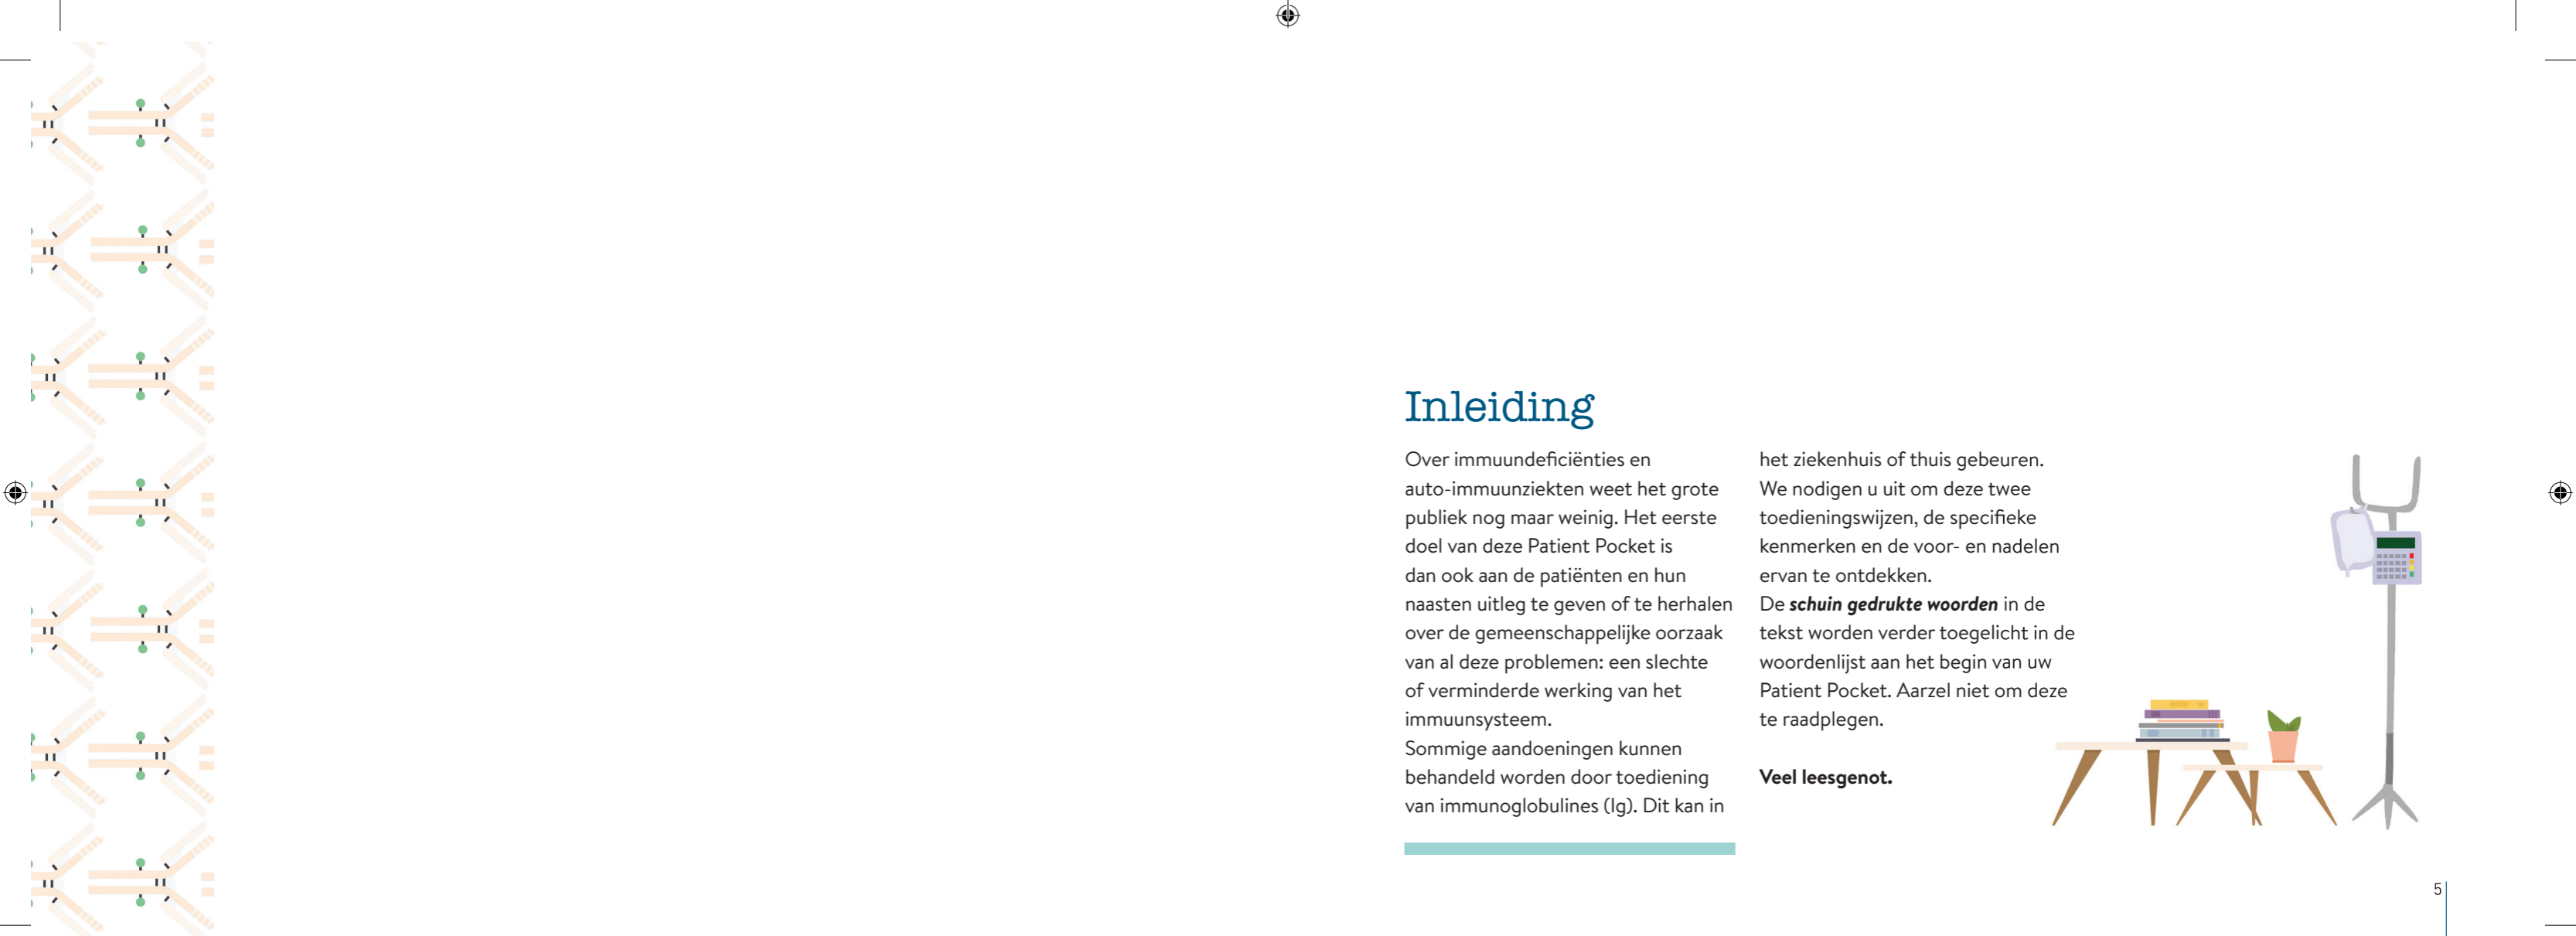 Inleiding
Over immuundeficiënties en
auto-immuunziekten weet het grote
publiek nog maar weinig. Het eerste
doel van deze Patient Pocket is
dan ook aan de patiënten en hun
naasten uitleg te geven of te herhalen
over de gemeenschappelijke oorzaak
van al deze problemen: een slechte
of verminderde werking van het
immuunsysteem.
Sommige aandoeningen kunnen
behandeld worden door toediening
van immunoglobulines (Ig). Dit kan in
het ziekenhuis of thuis gebeuren.
We nodigen u uit om deze twee
toedieningswijzen, de specifieke
kenmerken en de voor- en nadelen
ervan te ontdekken.
De schuin gedrukte woorden in de
tekst worden verder toegelicht in de
woordenlijst aan het begin van uw
Patient Pocket. Aarzel niet om deze
te raadplegen.
Veel leesgenot.
5